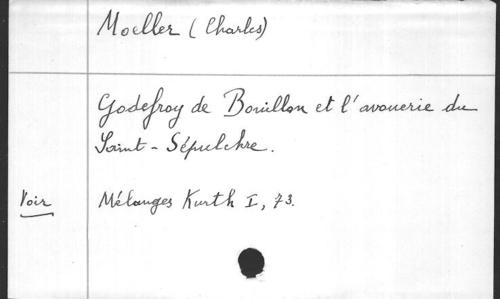 Moeller (Charles)
Godefroy de Bouillon et l'avouerie du
Saint-Sépulchre.
Voir Mélanges Kurth I, 73.